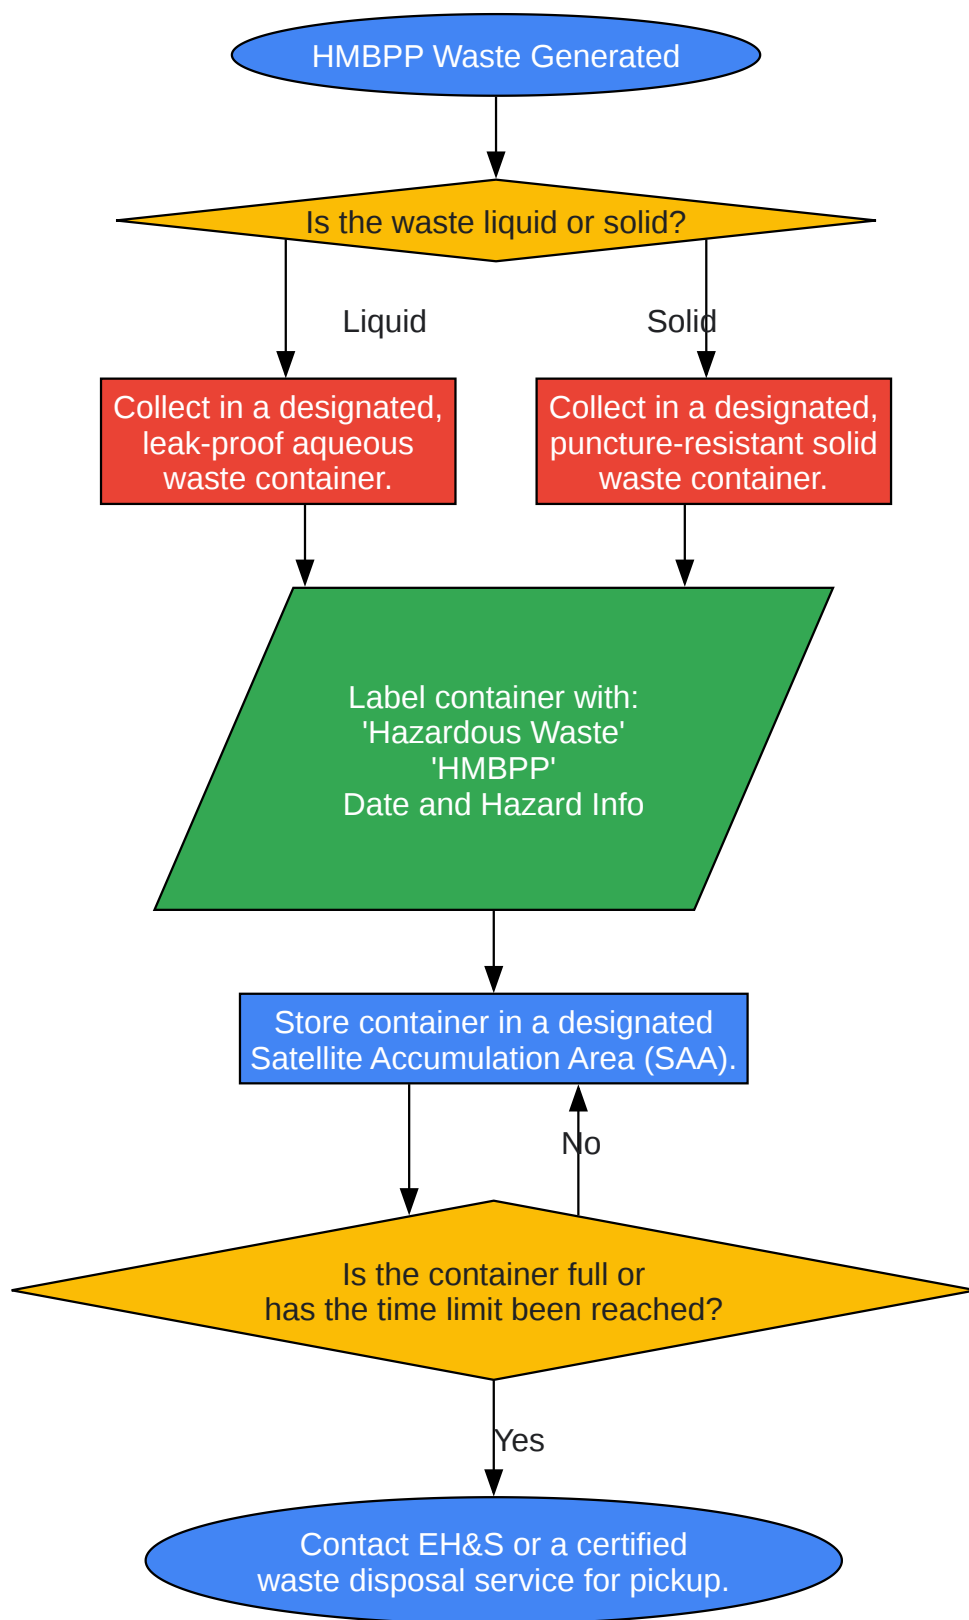 HMBPP Waste Generated
Is the waste liquid or solid?
Liquid
Solid
Collect in a designated,
leak-proof aqueous
waste container.
Collect in a designated,
puncture-resistant solid
waste container.
Label container with:
'Hazardous Waste'
'HMBPP'
Date and Hazard Info
Store container in a designated
Satellite Accumulation Area (SAA).
No
Is the container full or
has the time limit been reached?
Yes
Contact EH&S or a certified
waste disposal service for pickup.